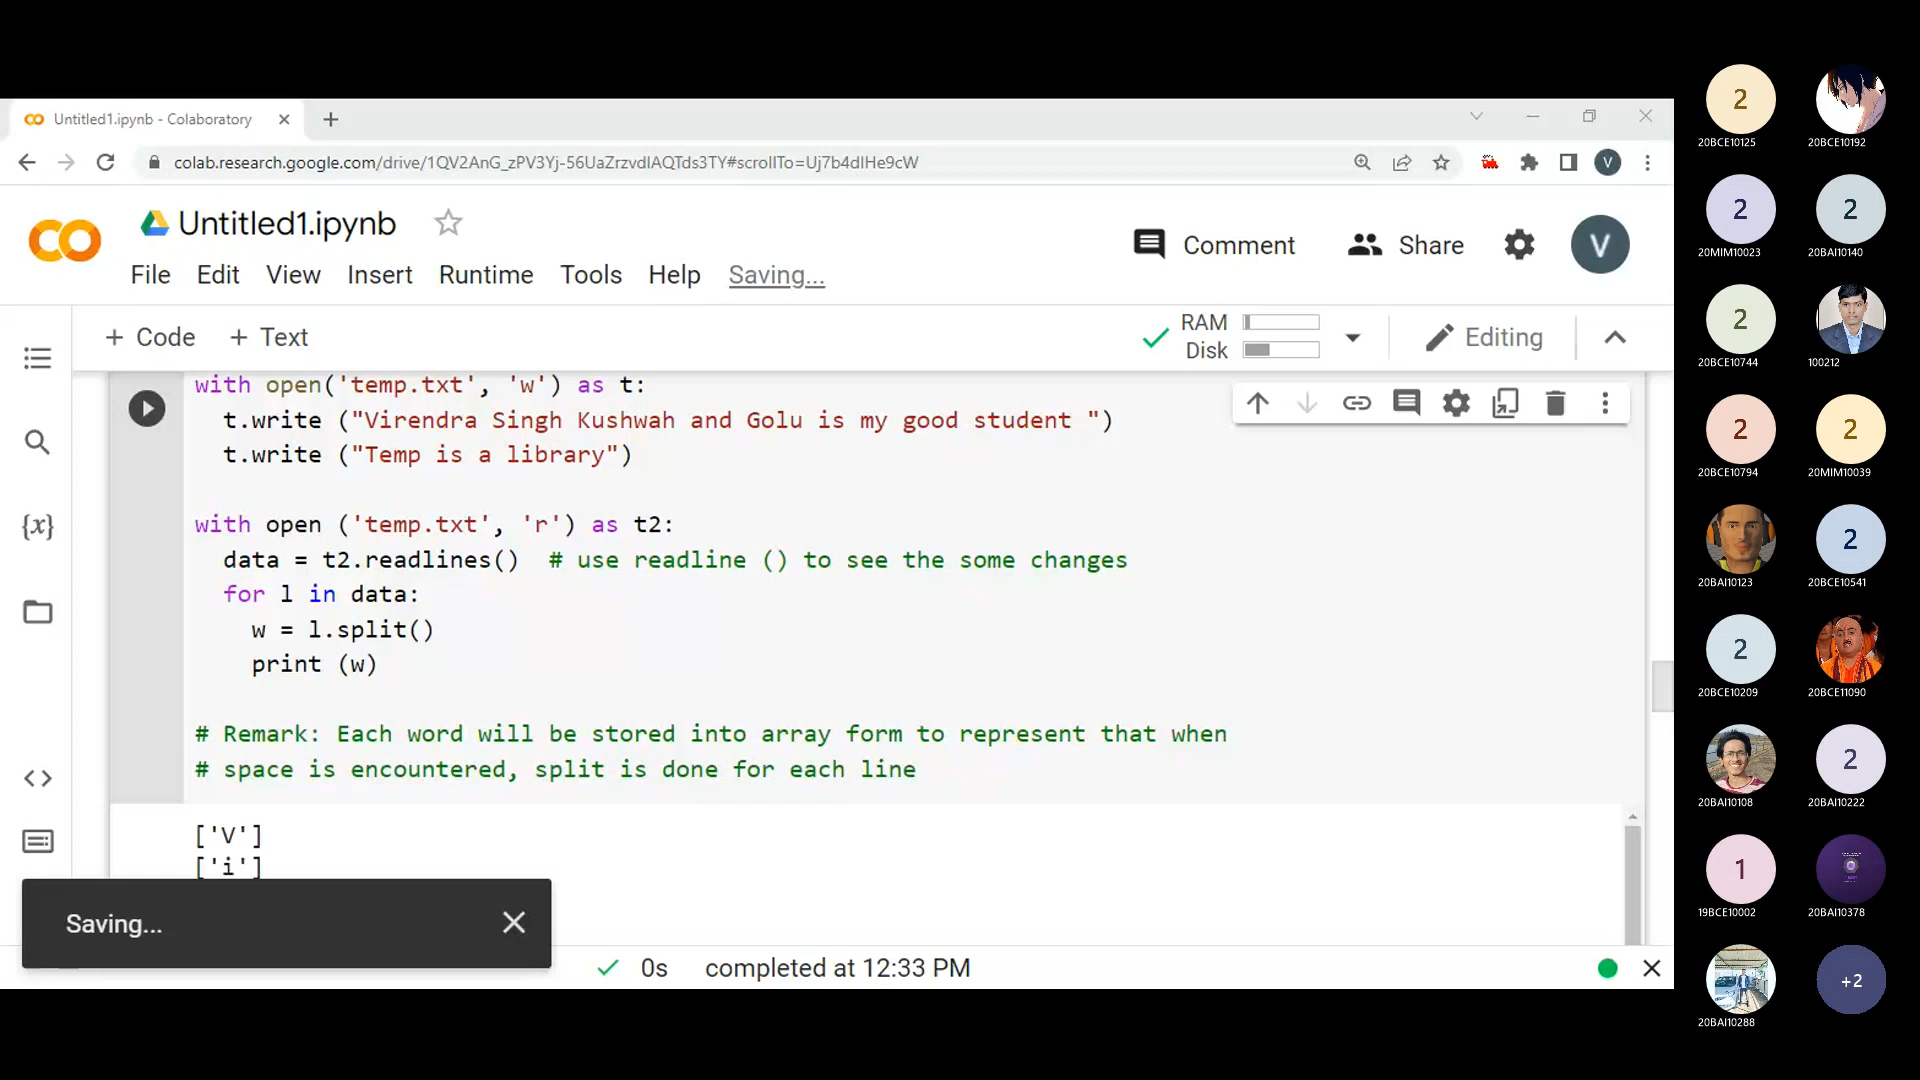 Untitled1.ipynb - Colaboratory
colab.research.google.com/drive/1QV2AnG_zPV3Yj-56UaZrzvdIAQTds3TY#scrollTo=Uj7b4dIHe9cW
V
Untitled1.ipynb
Comment
Share
V
File Edit View Insert Runtime Tools Help Saving...
+ Code + Text
RAM
Disk
Editing
with open('temp.txt', 'w') as t:
t.write ("Virendra Singh Kushwah and Golu is my good student ")
t.write ("Temp is a library")
with open ('temp.txt', 'r') as t2:
data = t2.readlines() # use readline () to see the some changes
for l in data:
w = l.split()
print (w)
# Remark: Each word will be stored into array form to represent that when
# space is encountered, split is done for each line
['V']
['i']
Saving...
0s completed at 12:33 PM
2
20BCE10125 20BCE10192
2 2
20MIM10023 20BAI10140
2
20BCE10744 100212
2 2
20BCE10794 20MIM10039
2
20BAI10123 20BCE10541
2
20BCE10209 20BCE11090
2
20BAI10108 20BAI10222
1
19BCE10002 20BAI10378
+2
20BAI10288